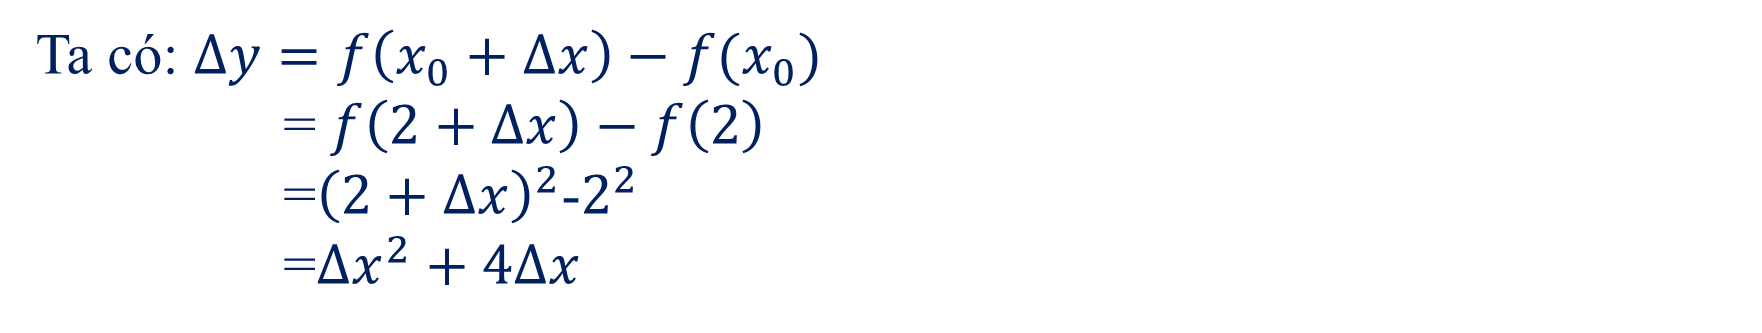 Ta có: Δy = f(x₀ + Δx) − f(x₀)
= f(2 + Δx) − f(2)
=(2 + Δx)²-2²
=Δx² + 4Δx